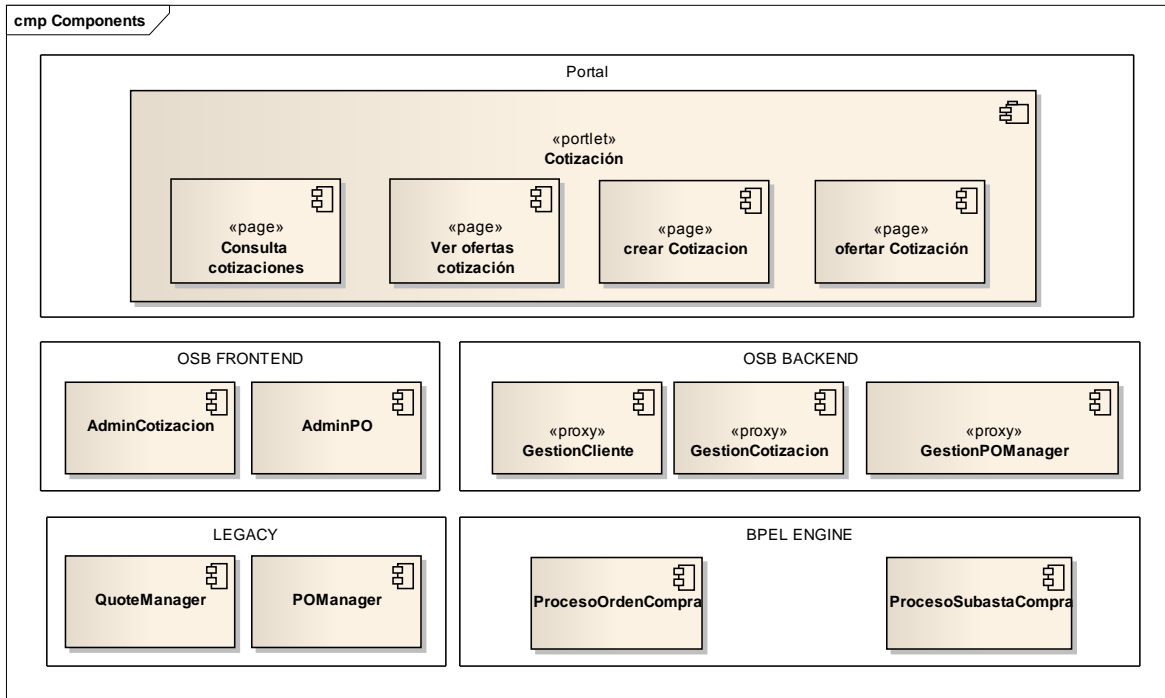 cmp Components
Portal
«portlet»
Cotización
«page»
Consulta
cotizaciones
«page»
Ver ofertas
cotización
«page»
crear Cotizacion
«page»
ofertar Cotización
OSB FRONTEND
AdminCotizacion
AdminPO
OSB BACKEND
«proxy»
GestionCliente
«proxy»
GestionCotizacion
«proxy»
GestionPOManager
LEGACY
QuoteManager
POManager
BPEL ENGINE
ProcesoOrdenCompra
ProcesoSubastaCompra